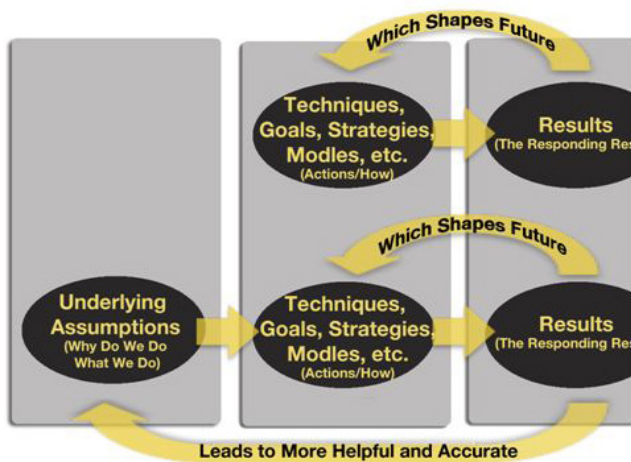 Which Shapes Future
Techniques,
Goals, Strategies,
Modles, etc.
(Actions/How)
Results
(The Responding Res
Which Shapes Future
Underlying
Assumptions
(Why Do We Do
What We Do)
Techniques,
Goals, Strategies,
Modles, etc.
(Actions/How)
Results
(The Responding Res
Leads to More Helpful and Accurate